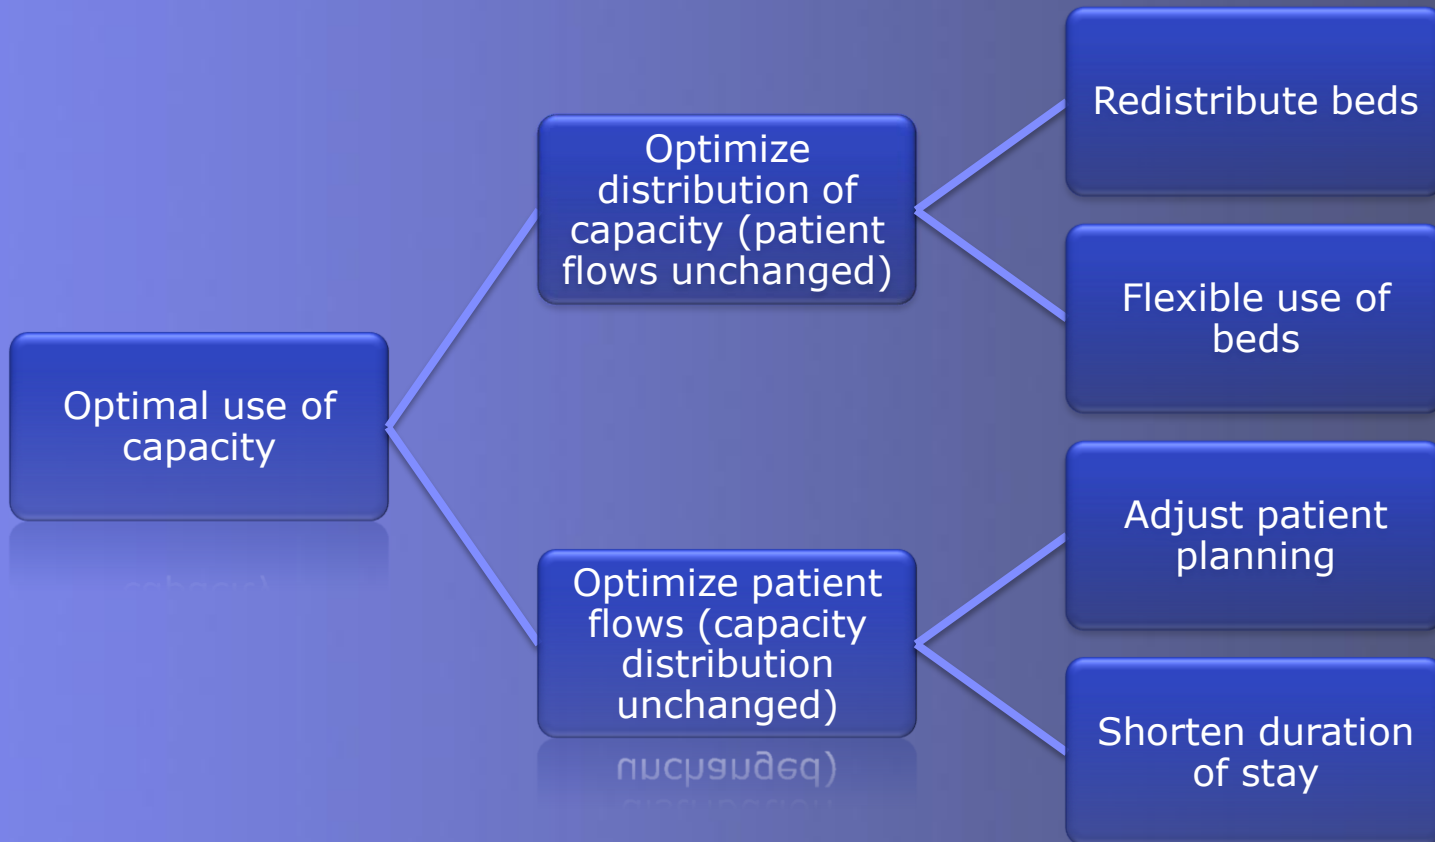 Optimal use of
capacity
Optimize
distribution of
capacity (patient
flows unchanged)
Optimize patient
flows (capacity
distribution
unchanged)
Redistribute beds
Flexible use of
beds
Adjust patient
planning
Shorten duration
of stay